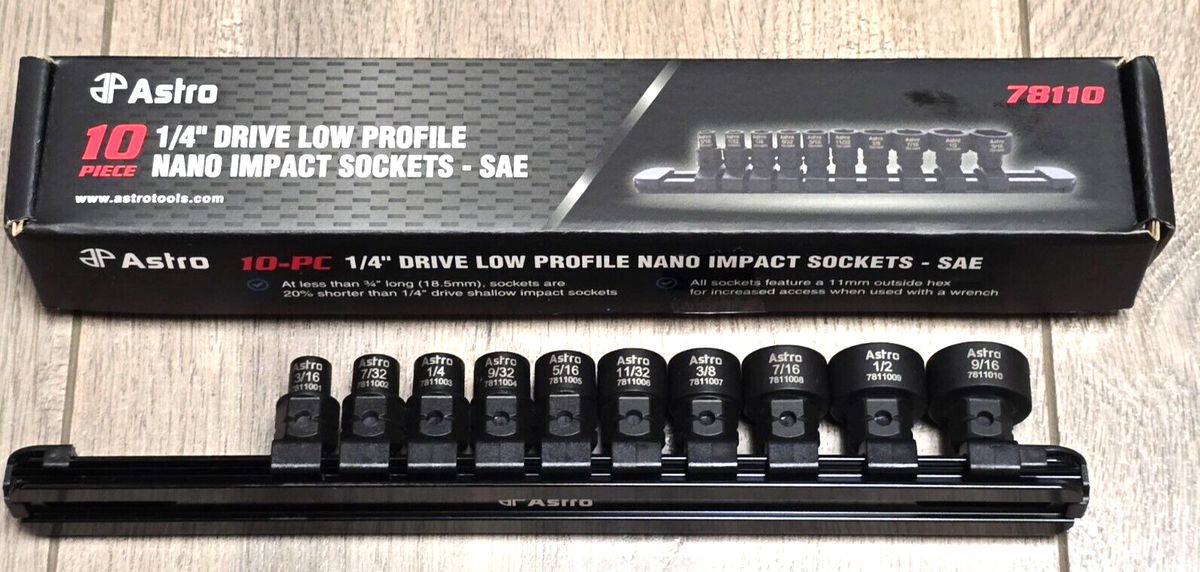 Astro
78110
10 PIECE
1/4" DRIVE LOW PROFILE
NANO IMPACT SOCKETS - SAE
www.astrotools.com
Astro 10-PC 1/4" DRIVE LOW PROFILE NANO IMPACT SOCKETS - SAE
At less than ¾" long (18.5mm), sockets are
20% shorter than 1/4" drive shallow impact sockets
All sockets feature a 11mm outside hex
for increased access when used with a wrench
Astro
3/16
7811001
Astro
7/32
7811002
Astro
1/4
7811003
Astro
9/32
7811004
Astro
5/16
7811005
Astro
11/32
7811006
Astro
3/8
7811007
Astro
7/16
7811008
Astro
1/2
7811009
Astro
9/16
7811010
Astro